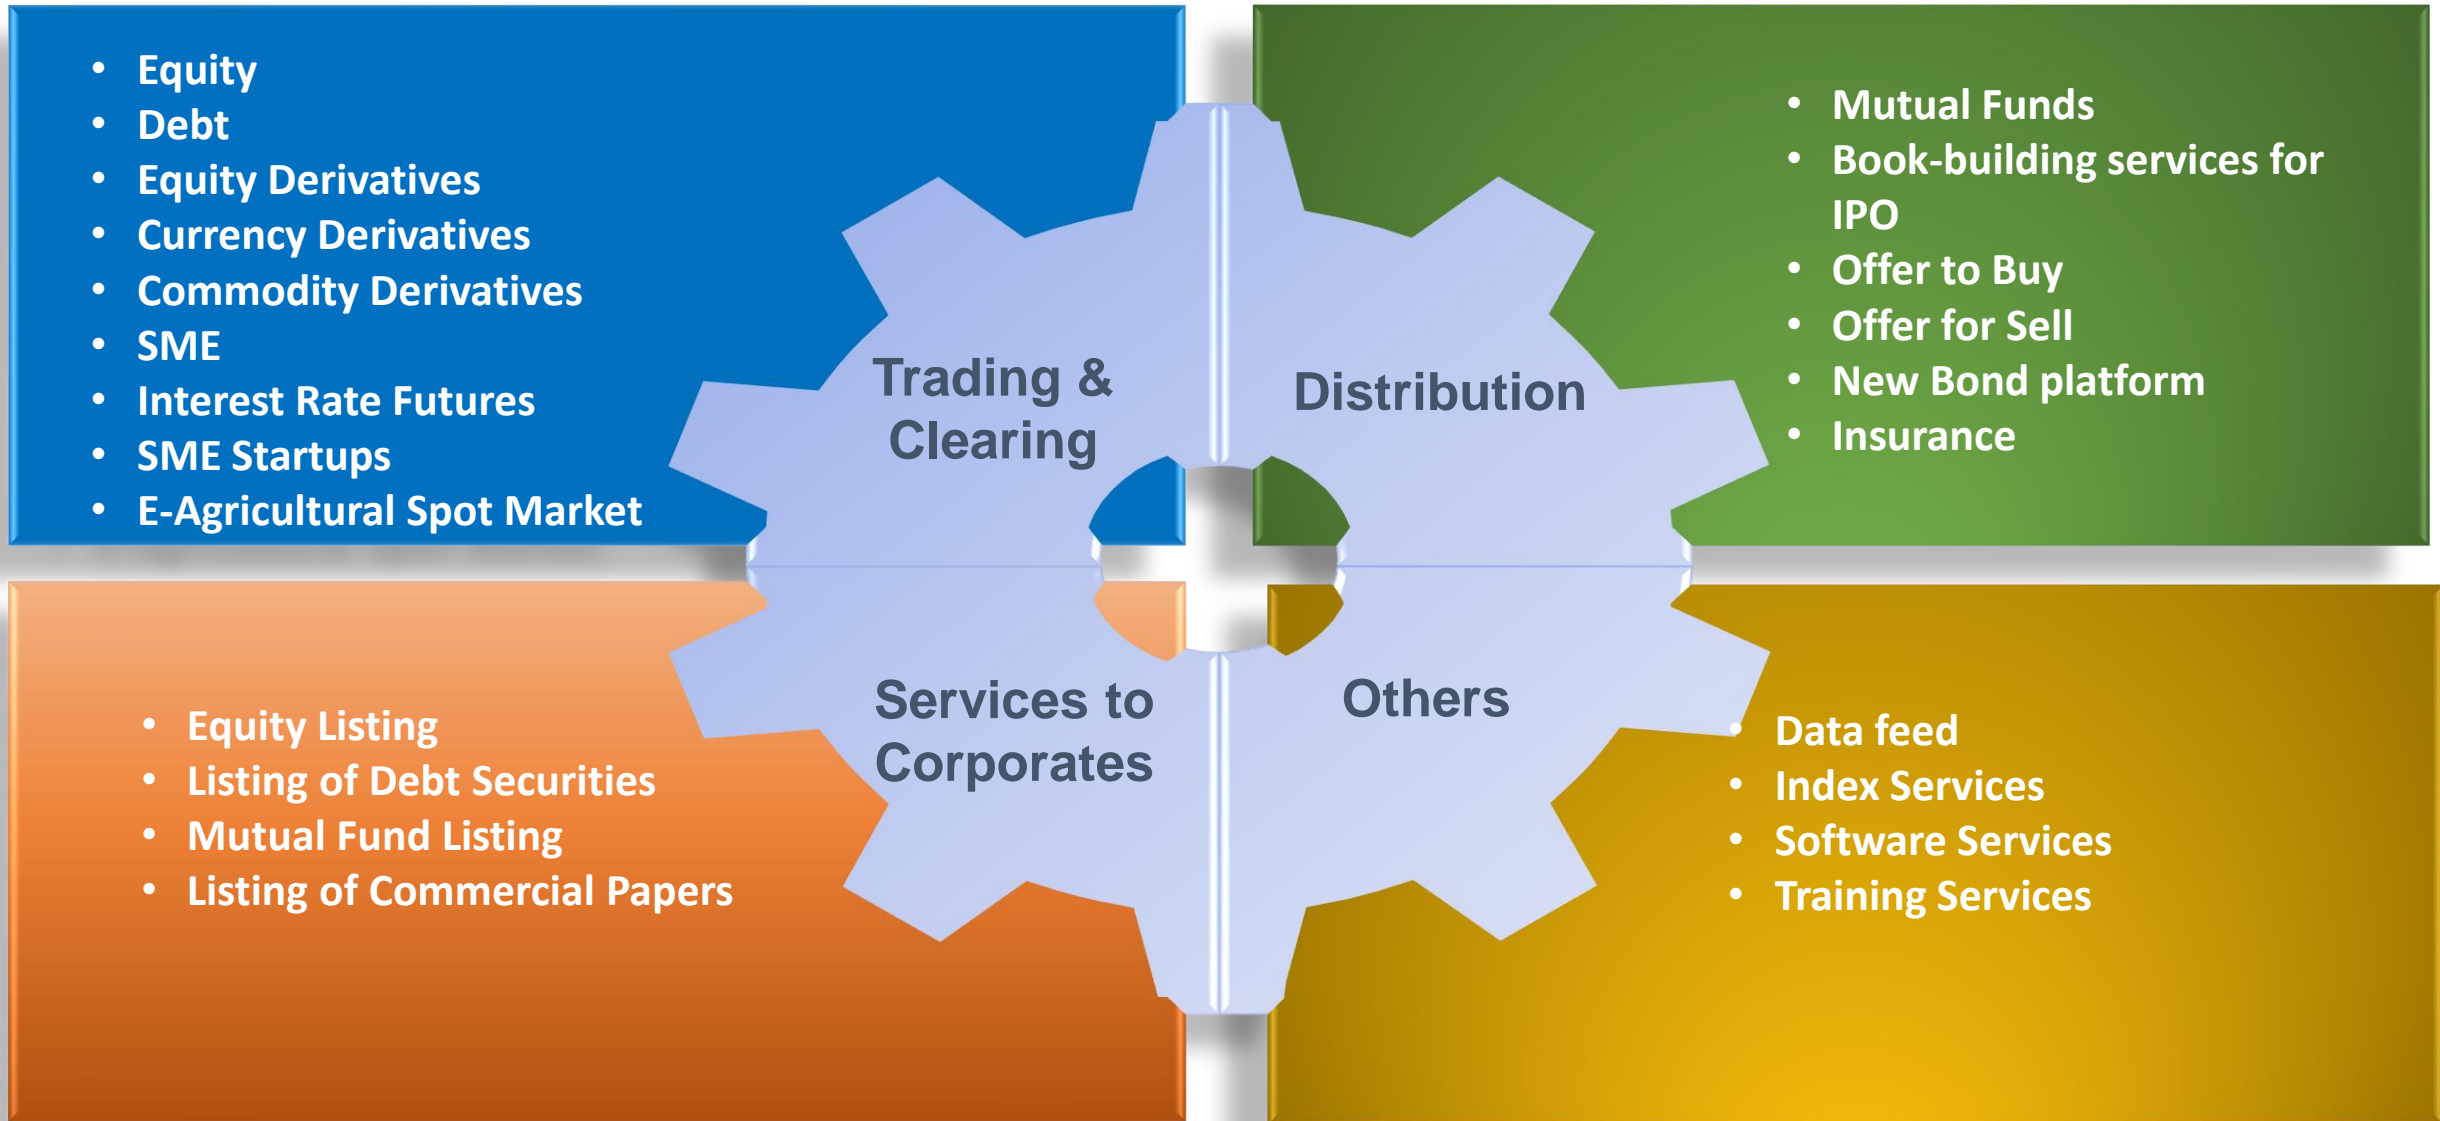 • Equity
• Debt
• Equity Derivatives
• Currency Derivatives
• Commodity Derivatives
• SME
• Interest Rate Futures
• SME Startups
• E-Agricultural Spot Market
Trading &
Clearing
Distribution
• Mutual Funds
• Book-building services for
IPO
• Offer to Buy
• Offer for Sell
• New Bond platform
• Insurance
• Equity Listing
• Listing of Debt Securities
• Mutual Fund Listing
• Listing of Commercial Papers
Services to
Corporates
Others
• Data feed
• Index Services
• Software Services
• Training Services